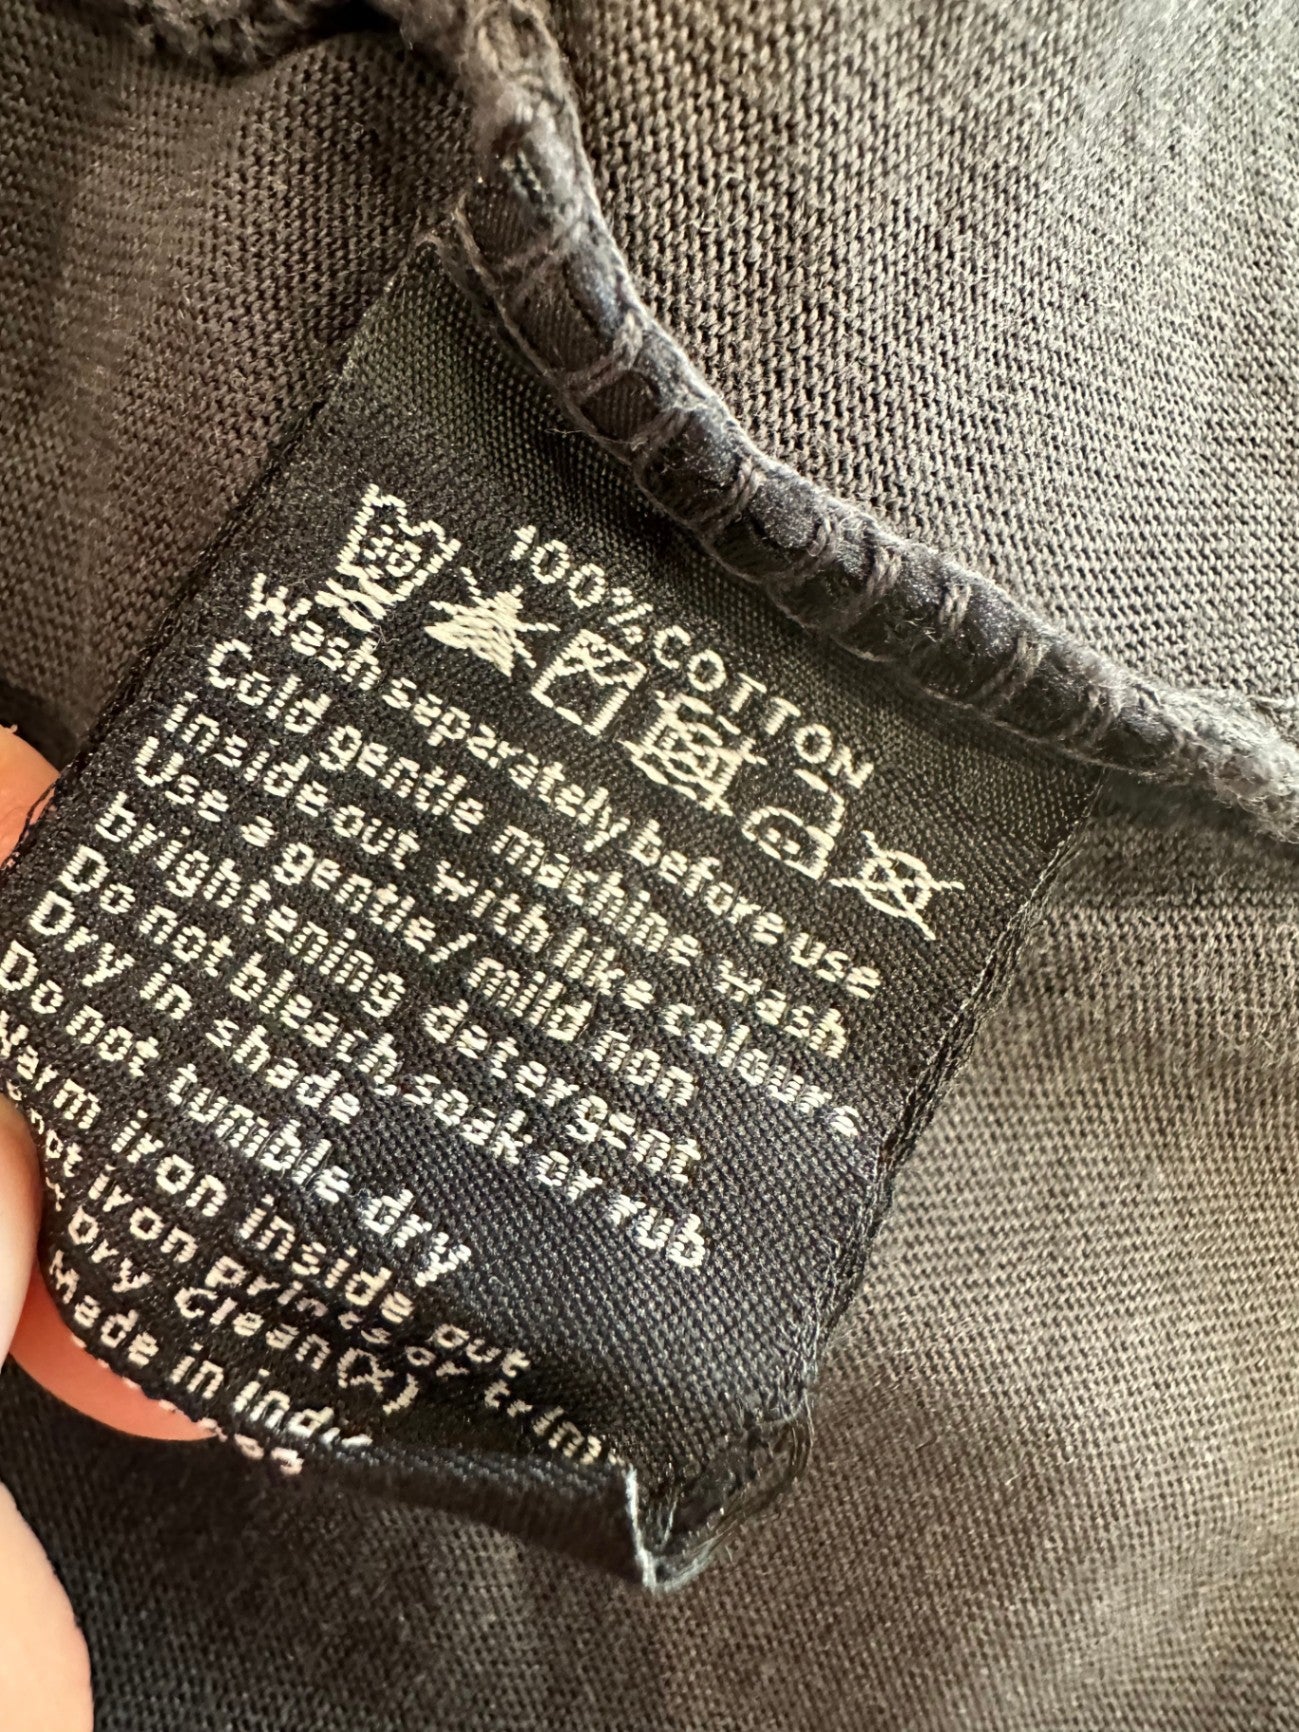 100% COTTON
Wash separately before use
Cold gentle machine wash
inside out with like colours
Use a gentle/ mild non
brightening detergent
Do not bleach, soak or rub
Dry in shade
Do not tumble dry
Warm iron inside out
not iron prints or trim
Dry Clean(x)
Made in India